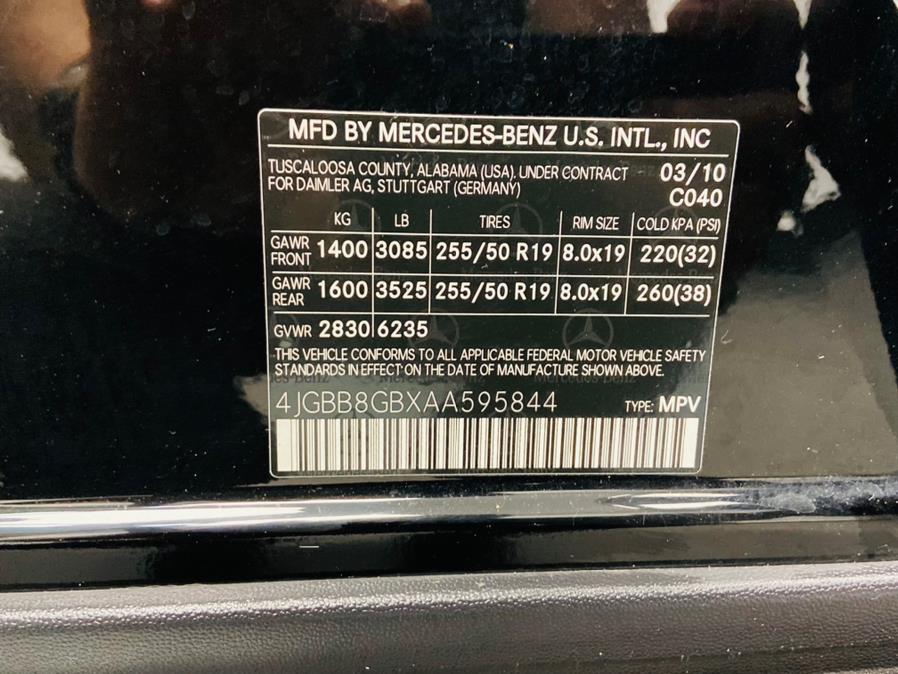 MFD BY MERCEDES-BENZ U.S. INTL., INC
TUSCALOOSA COUNTY, ALABAMA (USA). UNDER CONTRACT 03/10
FOR DAIMLER AG, STUTTGART (GERMANY) C040
KG LB TIRES RIM SIZE COLD KPA (PSI)
GAWR FRONT 1400 3085 255/50 R19 8.0x19 220(32)
GAWR REAR 1600 3525 255/50 R19 8.0x19 260(38)
GVWR 2830 6235
THIS VEHICLE CONFORMS TO ALL APPLICABLE FEDERAL MOTOR VEHICLE SAFETY
STANDARDS IN EFFECT ON THE DATE OF MANUFACTURE SHOWN ABOVE.
4JGBB8GBXAA595844 TYPE: MPV